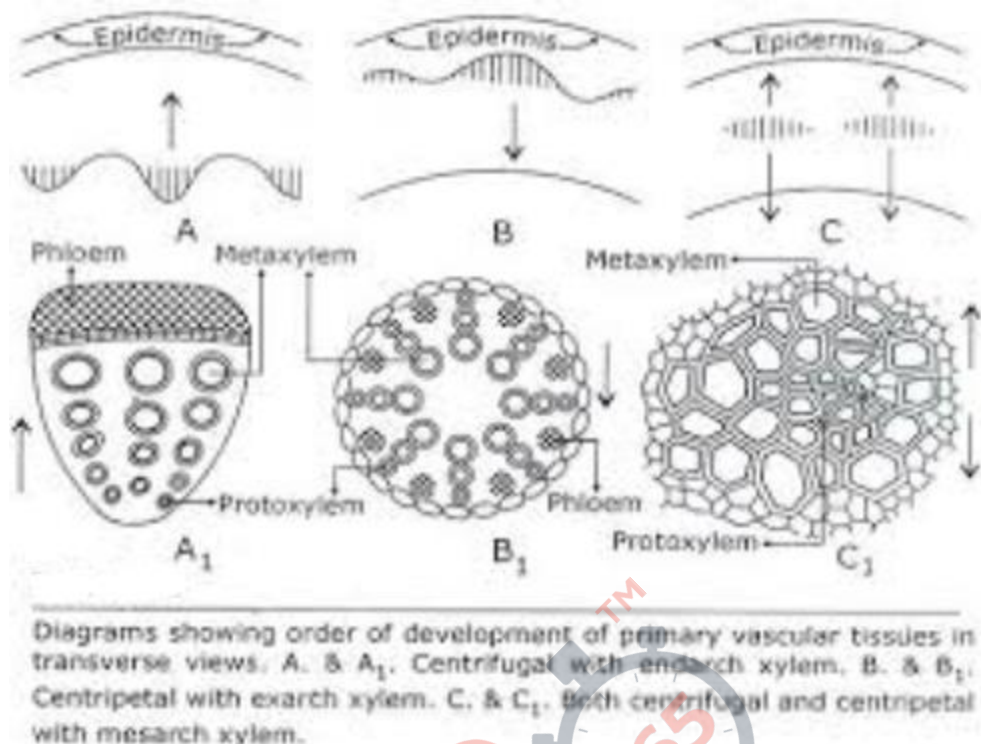 Epidermis Epidermis Epidermis
A B C
Phloem Metaxylem Metaxylem
Protoxylem Phloem Protoxylem
A1 B1 C1
Diagrams showing order of development of primary vascular tissues in
transverse views. A. & A1. Centrifugal with endarch xylem. B. & B1.
Centripetal with exarch xylem. C. & C1. Both centrifugal and centripetal
with mesarch xylem.
TM
65